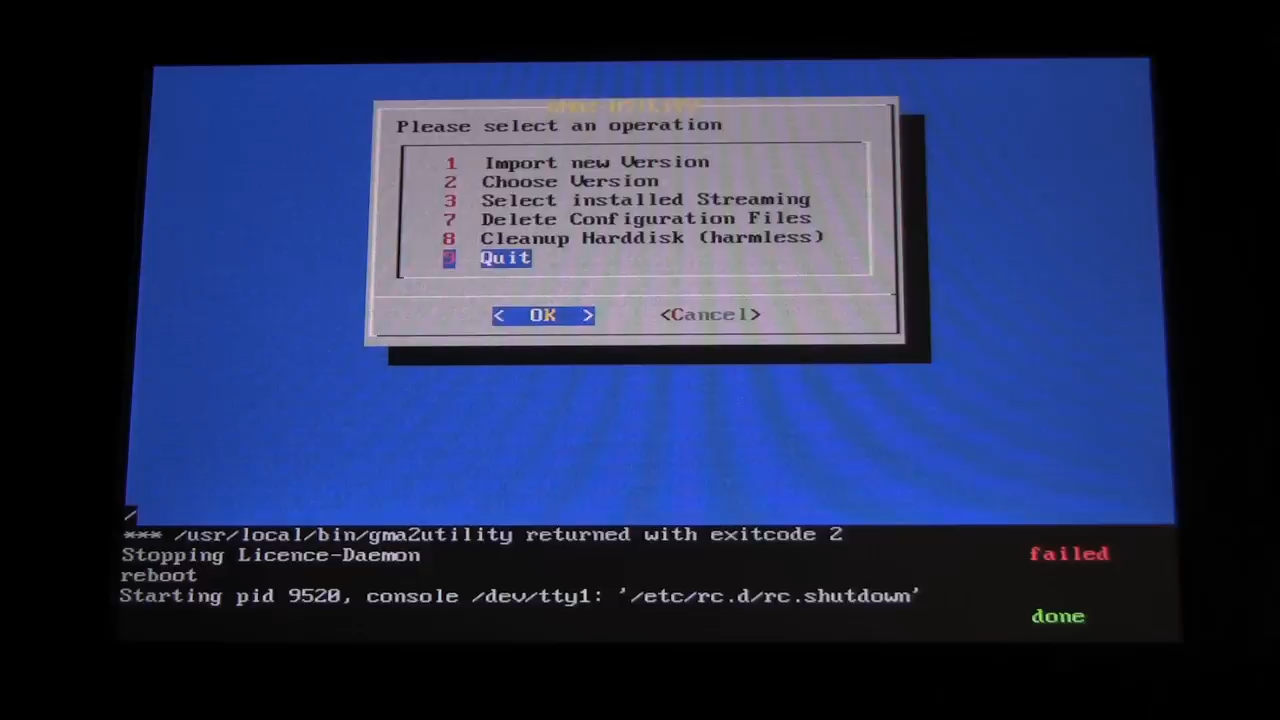 Please select an operation
1 Import new Version
2 Choose Version
3 Select installed Streaming
7 Delete Configuration Files
8 Cleanup Harddisk (harmless)
9 Quit
< OK > <Cancel>
/
*** /usr/local/bin/gma2utility returned with exitcode 2
Stopping Licence-Daemon failed
reboot
Starting pid 9520, console /dev/tty1: '/etc/rc.d/rc.shutdown'
done